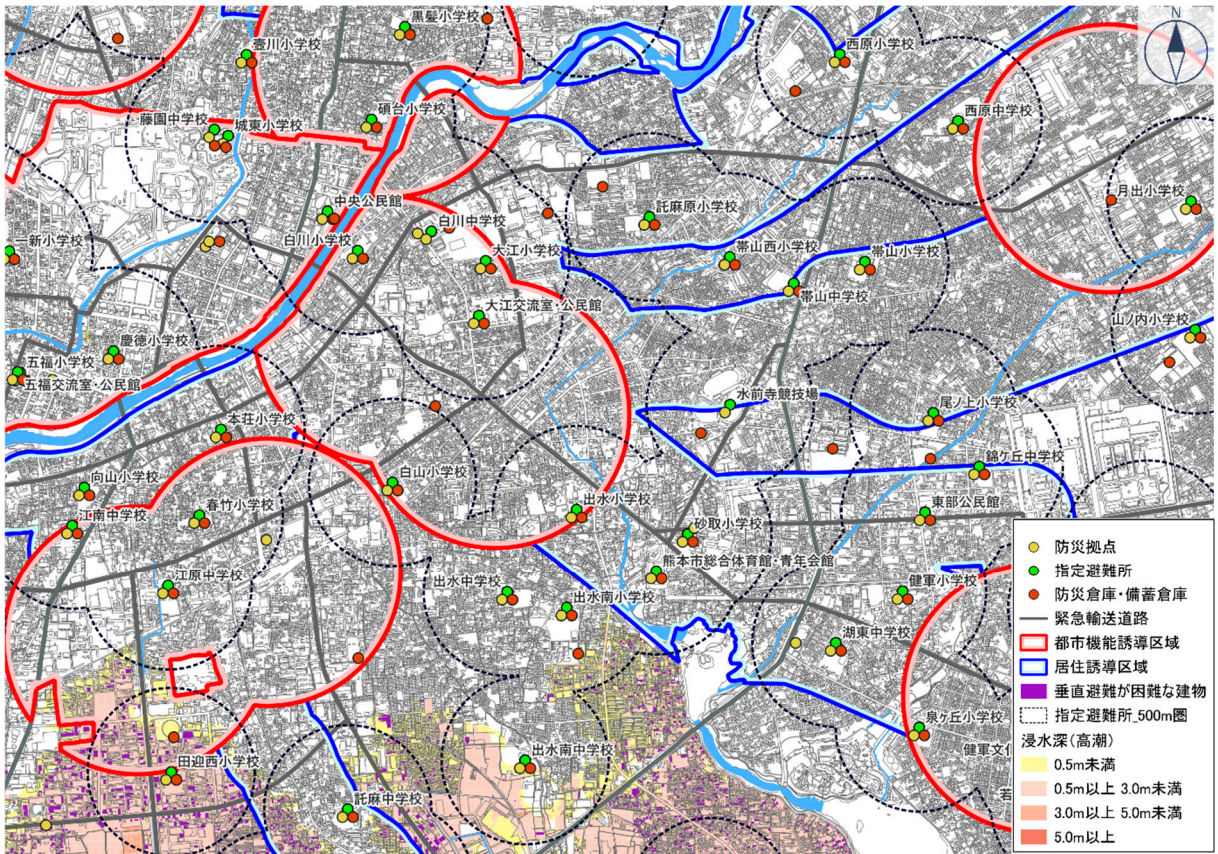 黒髪小学校
N
壺川小学校
西原小学校
碩台小学校
西原中学校
藤園中学校
城東小学校
月出小学校
中央公民館
託麻原小学校
白川中学校
一新小学校
白川小学校
大江小学校
帯山西小学校
帯山小学校
帯山中学校
大江交流室・公民館
山ノ内小学校
慶徳小学校
五福小学校
五福交流室・公民館
水前寺競技場
尾ノ上小学校
本荘小学校
錦ケ丘中学校
向山小学校
白山小学校
春竹小学校
出水小学校
東部公民館
江南中学校
砂取小学校
熊本市総合体育館・青年会館
江原中学校
出水中学校
健軍小学校
出水南小学校
湖東中学校
泉ケ丘小学校
出水南中学校
健軍文化
田迎西小学校
若
託麻中学校
防災拠点
指定避難所
防災倉庫・備蓄倉庫
緊急輸送道路
都市機能誘導区域
居住誘導区域
垂直避難が困難な建物
指定避難所_500m圏
浸水深(高潮)
0.5m未満
0.5m以上 3.0m未満
3.0m以上 5.0m未満
5.0m以上